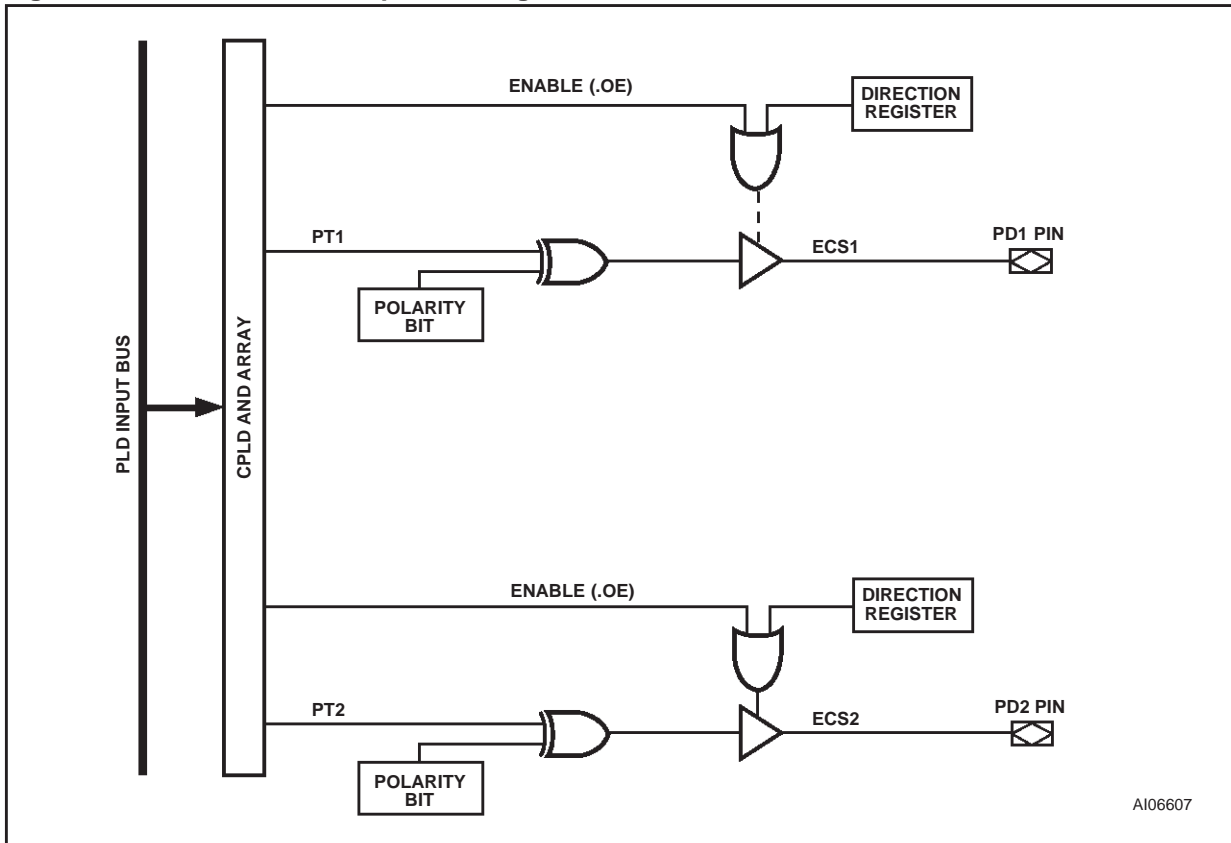 ENABLE (.OE)
DIRECTION
REGISTER
PT1
ECS1
PD1 PIN
POLARITY
BIT
PLD INPUT BUS
CPLD AND ARRAY
ENABLE (.OE)
DIRECTION
REGISTER
PT2
ECS2
PD2 PIN
POLARITY
BIT
AI06607